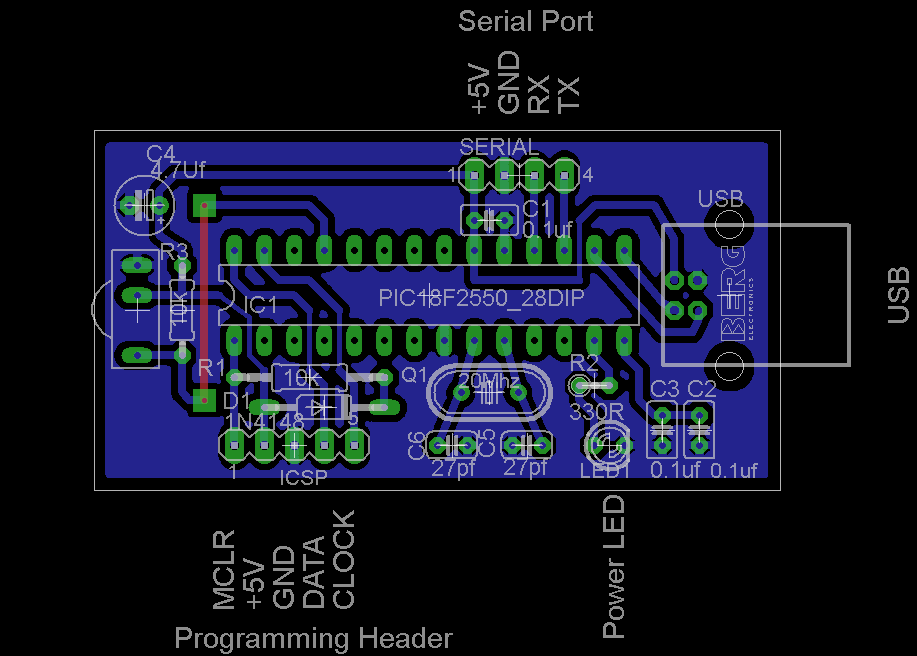 Serial Port
+5V
GND
RX
TX
C4
4.7Uf
SERIAL
1
4
USB
C1
0.1uf
+
R3
10k
IC1
PIC18F2550_28DIP
BERG
ELECTRONICS
USB
R1
10k
Q1
20Mhz
R2
330R
C3
C2
D1
1N4148
5
C6
C5
27pf
27pf
LED1
0.1uf
0.1uf
1
ICSP
MCLR
+5V
GND
DATA
CLOCK
Power LED
Programming Header